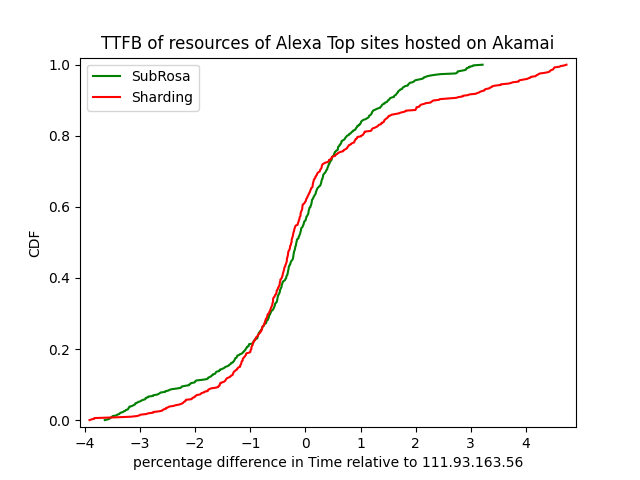 TTFB of resources of Alexa Top sites hosted on Akamai
SubRosa
Sharding
1.0
0.8
0.6
0.4
0.2
0.0
CDF
−4 −3 −2 −1 0 1 2 3 4
percentage difference in Time relative to 111.93.163.56